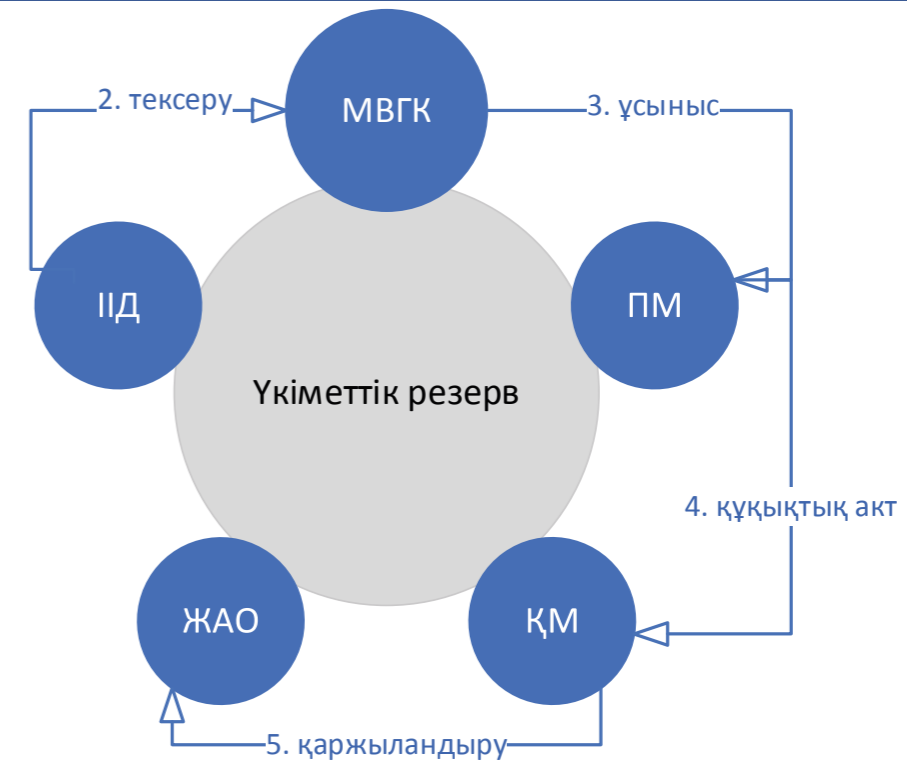 2. тексеру
МВГК
3. ұсыныс
ІІД
ПМ
Үкіметтік резерв
4. құқықтық акт
ЖАО
ҚМ
5. қаржыландыру